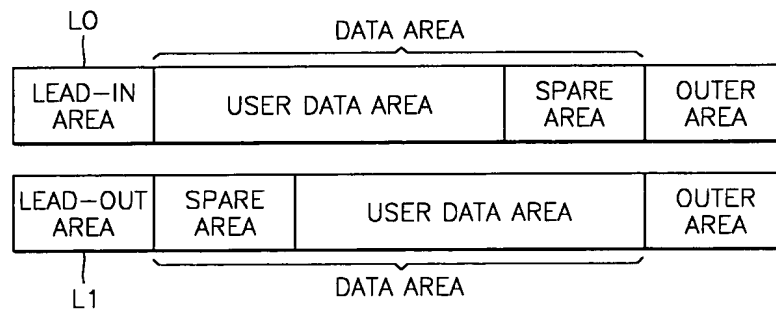 L0
DATA AREA
LEAD-IN AREA
USER DATA AREA
SPARE AREA
OUTER AREA
LEAD-OUT AREA
SPARE AREA
USER DATA AREA
OUTER AREA
L1
DATA AREA